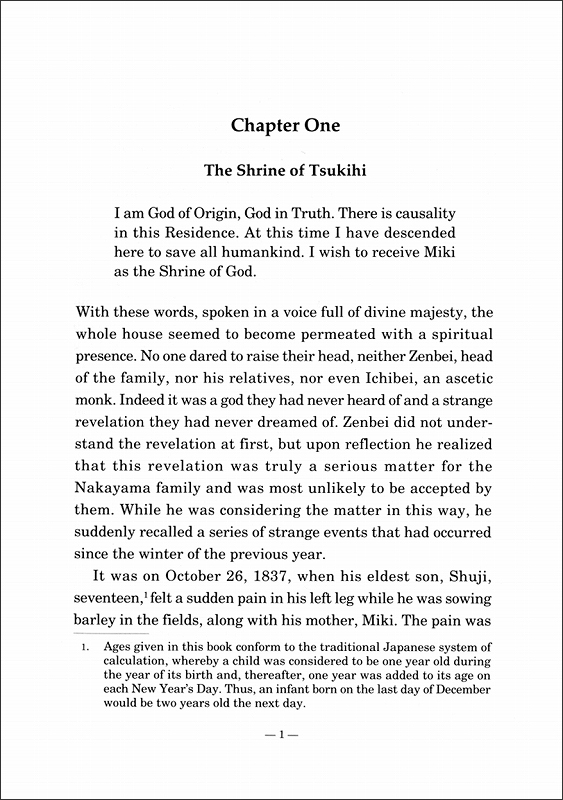 Chapter One
The Shrine of Tsukihi
I am God of Origin, God in Truth. There is causality
in this Residence. At this time I have descended
here to save all humankind. I wish to receive Miki
as the Shrine of God.
With these words, spoken in a voice full of divine majesty, the
whole house seemed to become permeated with a spiritual
presence. No one dared to raise their head, neither Zenbei, head
of the family, nor his relatives, nor even Ichibei, an ascetic
monk. Indeed it was a god they had never heard of and a strange
revelation they had never dreamed of. Zenbei did not under-
stand the revelation at first, but upon reflection he realized
that this revelation was truly a serious matter for the
Nakayama family and was most unlikely to be accepted by
them. While he was considering the matter in this way, he
suddenly recalled a series of strange events that had occurred
since the winter of the previous year.
It was on October 26, 1837, when his eldest son, Shuji,
seventeen,¹ felt a sudden pain in his left leg while he was sowing
barley in the fields, along with his mother, Miki. The pain was
1. Ages given in this book conform to the traditional Japanese system of
calculation, whereby a child was considered to be one year old during
the year of its birth and, thereafter, one year was added to its age on
each New Year's Day. Thus, an infant born on the last day of December
would be two years old the next day.
— 1 —